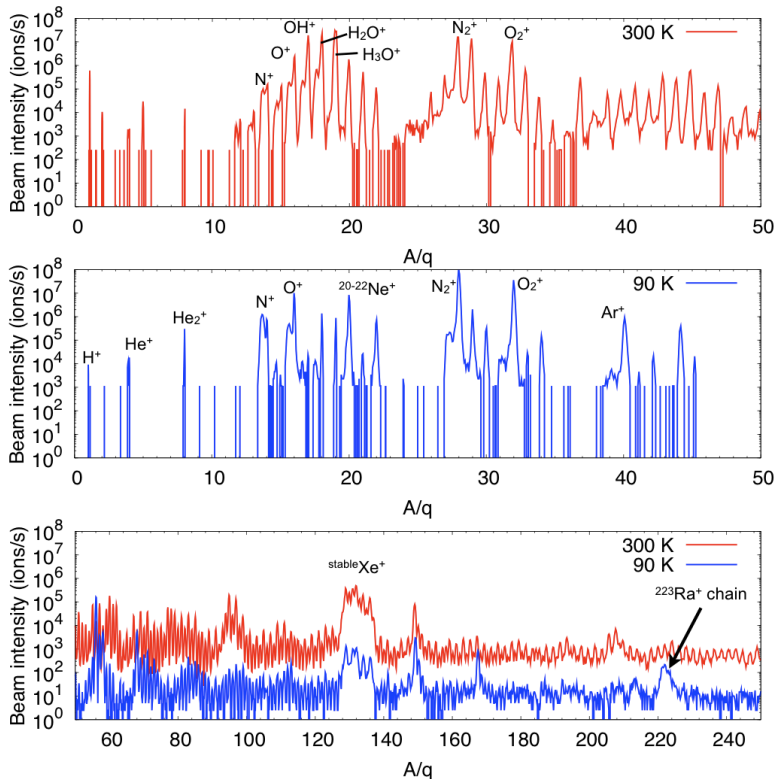 Beam intensity (ions/s)
10⁸
10⁷
10⁶
10⁵
10⁴
10³
10²
10¹
10⁰
OH⁺
H₂O⁺
H₃O⁺
O⁺
N⁺
N₂⁺
O₂⁺
300 K
0 10 20 30 40 50
A/q
Beam intensity (ions/s)
10⁸
10⁷
10⁶
10⁵
10⁴
10³
10²
10¹
10⁰
H⁺
He⁺
He₂⁺
N⁺
O⁺
²⁰⁻²²Ne⁺
N₂⁺
O₂⁺
Ar⁺
90 K
0 10 20 30 40 50
A/q
Beam intensity (ions/s)
10⁸
10⁷
10⁶
10⁵
10⁴
10³
10²
10¹
10⁰
300 K
90 K
ˢᵗᵃᵇˡᵉXe⁺
²²³Ra⁺ chain
60 80 100 120 140 160 180 200 220 240
A/q